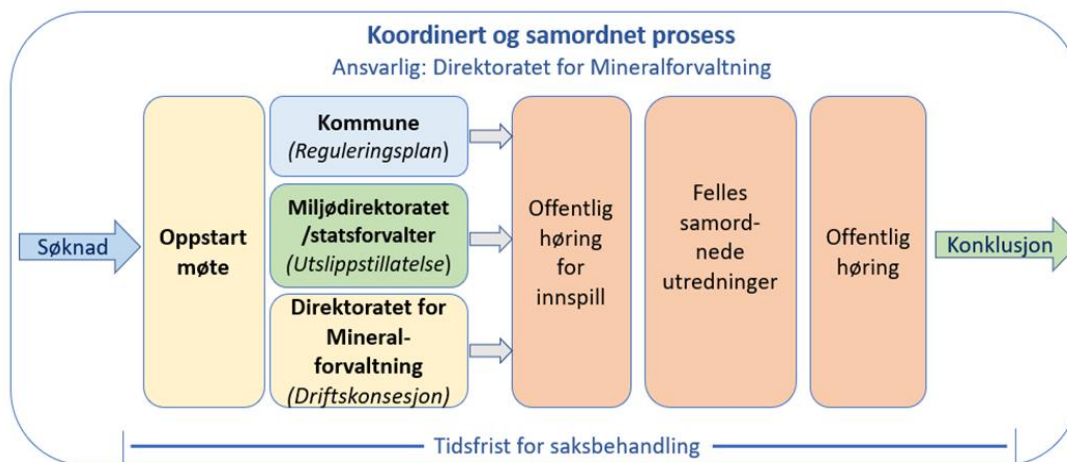 Koordinert og samordnet prosess
Ansvarlig: Direktoratet for Mineralforvaltning
Søknad
Oppstart
møte
Kommune
(Reguleringsplan)
Miljødirektoratet
/statsforvalter
(Utslippstillatelse)
Direktoratet for
Mineral-
forvaltning
(Driftskonsesjon)
Offentlig
høring
for
innspill
Felles
samord-
nede
utredninger
Offentlig
høring
Konklusjon
Tidsfrist for saksbehandling